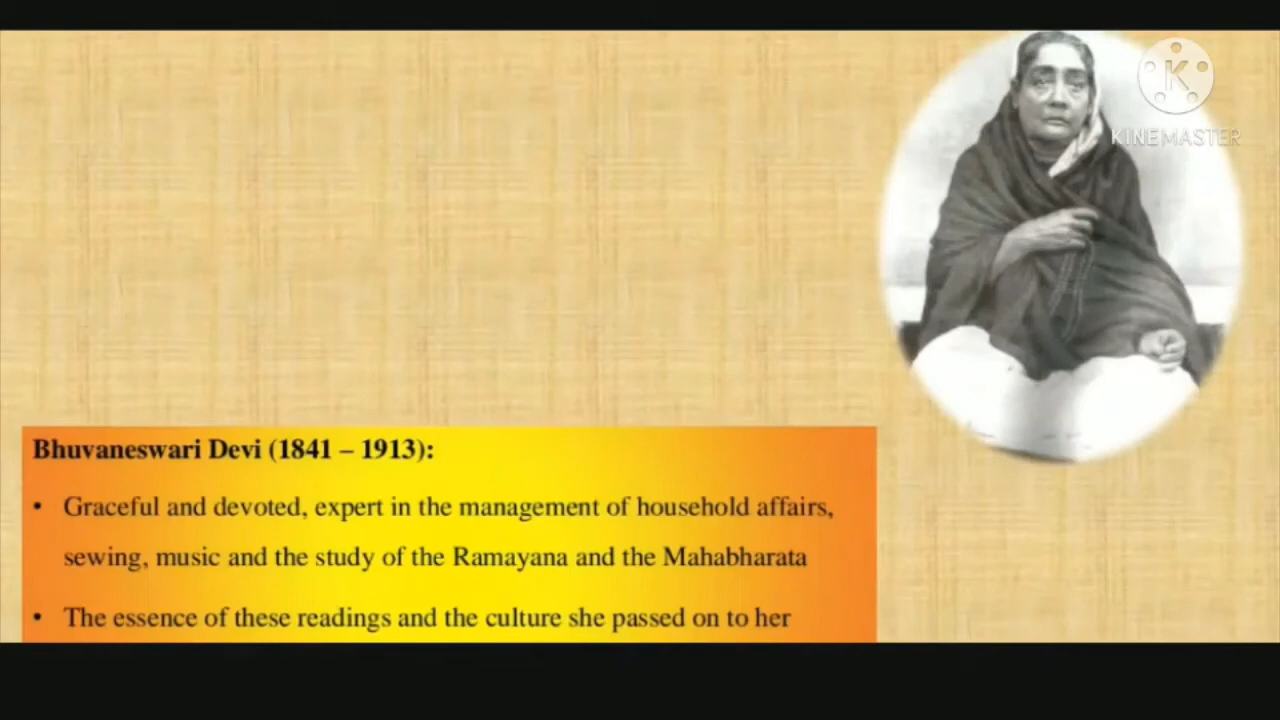 K
KINEMASTER
Bhuvaneswari Devi (1841 – 1913):
• Graceful and devoted, expert in the management of household affairs,
sewing, music and the study of the Ramayana and the Mahabharata
• The essence of these readings and the culture she passed on to her